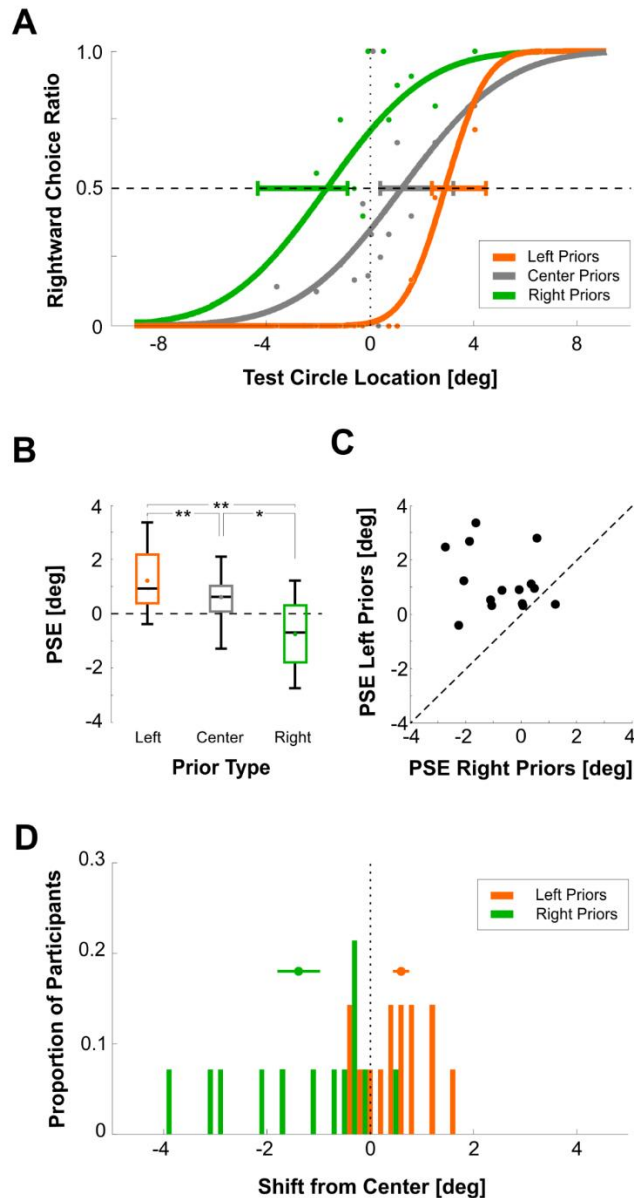 A
Rightward Choice Ratio
1.0
0.5
0
-8
-4
0
4
8
Test Circle Location [deg]
Left Priors
Center Priors
Right Priors
B
PSE [deg]
4
2
0
-2
-4
**
**
*
Left
Center
Right
Prior Type
C
PSE Left Priors [deg]
4
2
0
-2
-4
-4
-2
0
2
4
PSE Right Priors [deg]
D
Proportion of Participants
0.3
0.2
0.1
0
-4
-2
0
2
4
Shift from Center [deg]
Left Priors
Right Priors